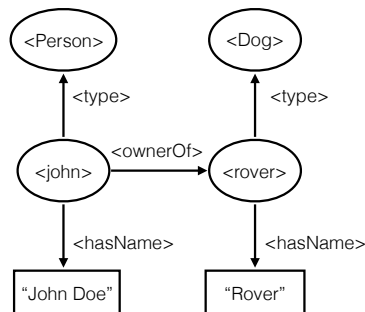 <Person> <Dog>
<type> <type>
<ownerOf>
<john> <rover>
<hasName> <hasName>
“John Doe” “Rover”